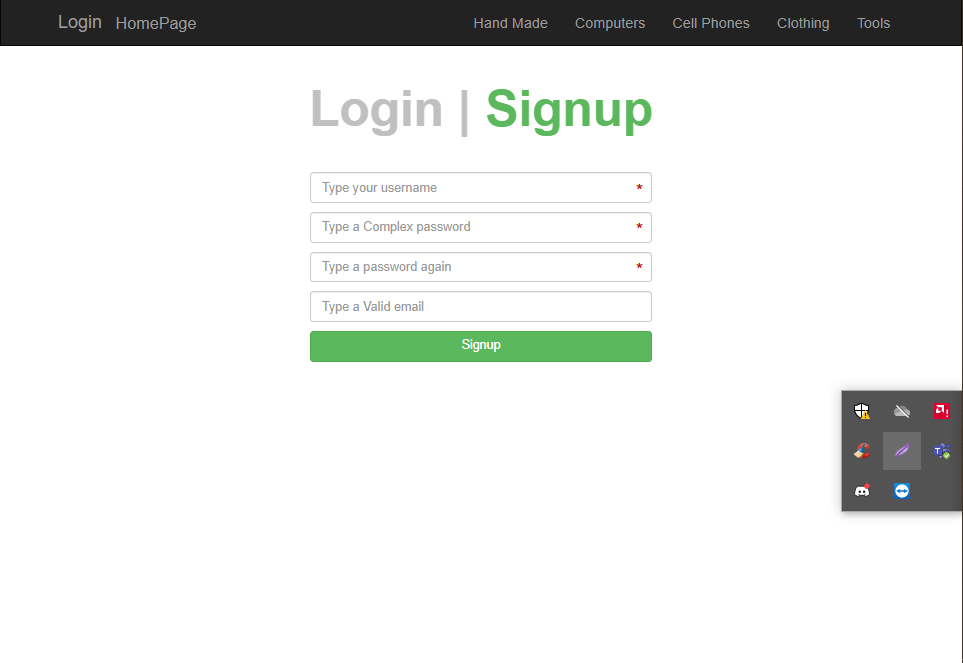 Login HomePage Hand Made Computers Cell Phones Clothing Tools
Login | Signup
Type your username *
Type a Complex password *
Type a password again *
Type a Valid email
Signup